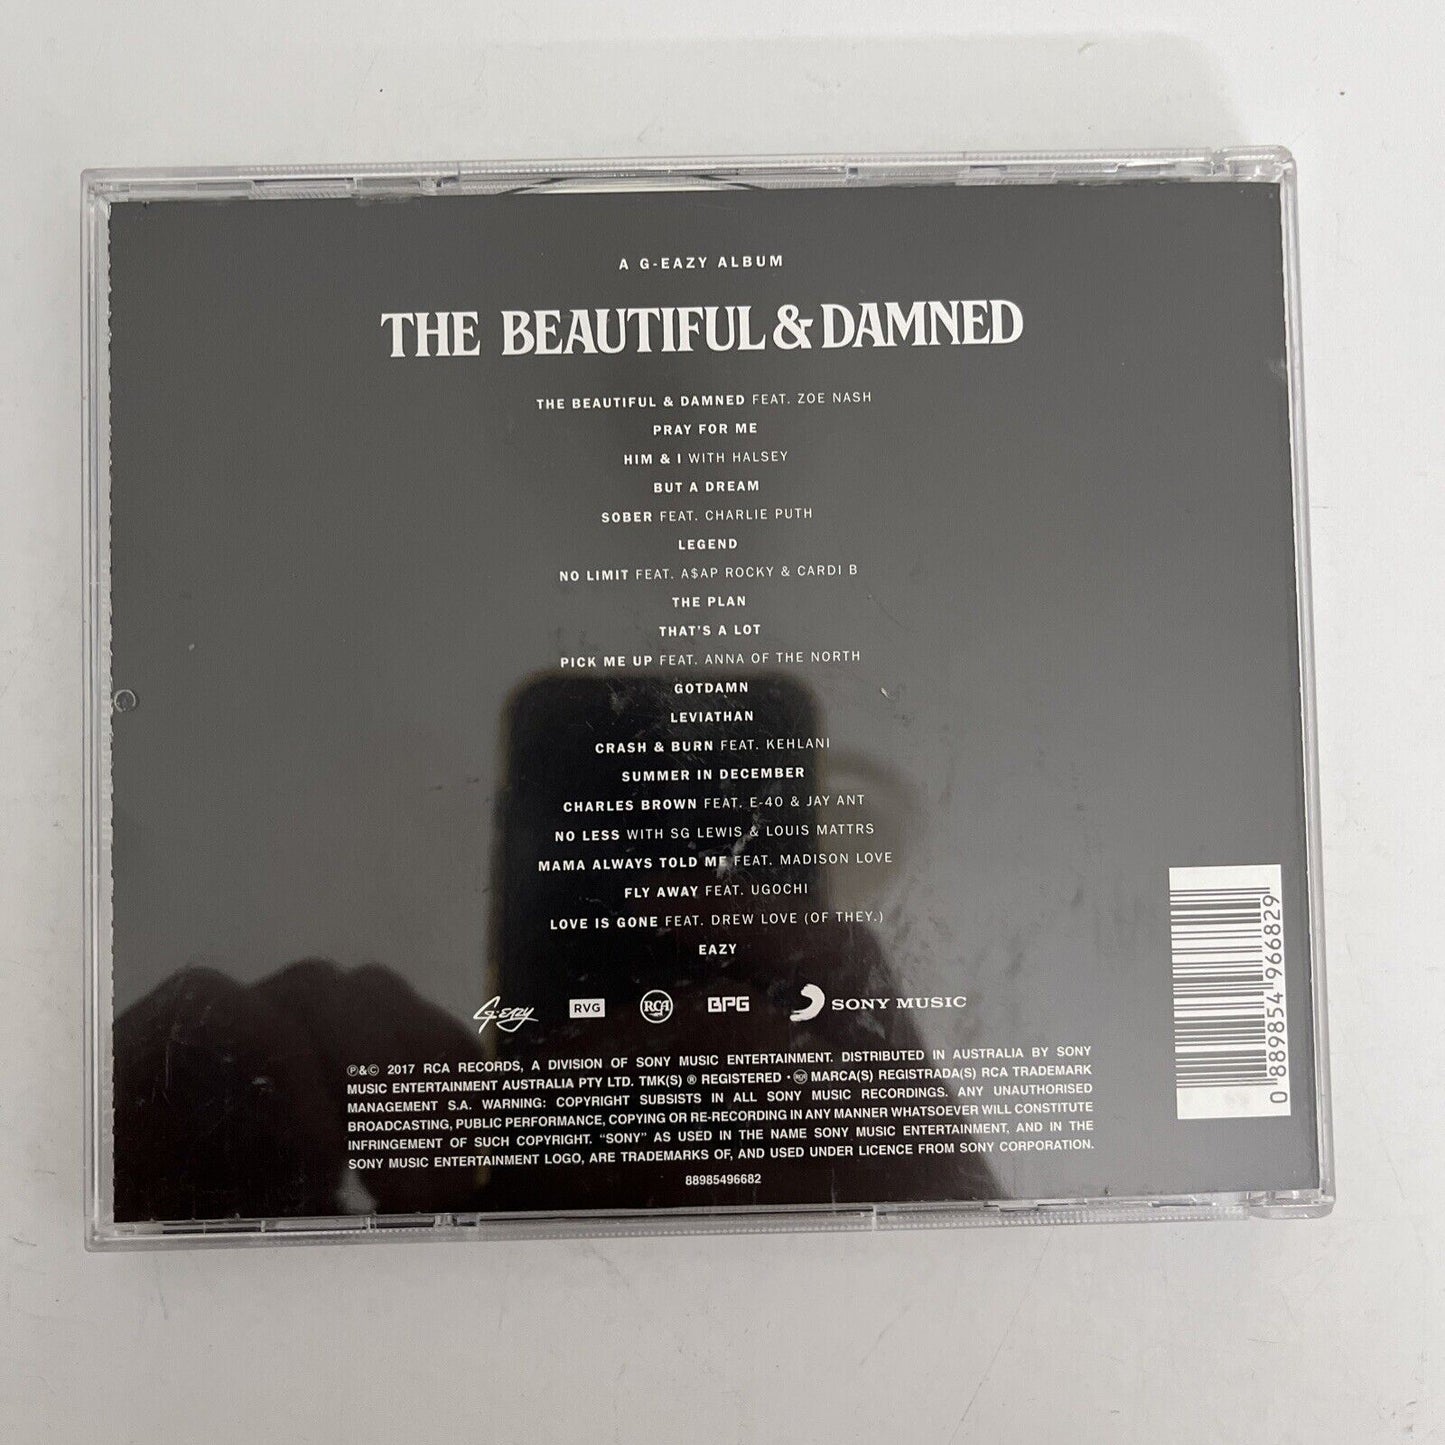 A G-EAZY ALBUM
THE BEAUTIFUL & DAMNED
THE BEAUTIFUL & DAMNED FEAT. ZOE NASH
PRAY FOR ME
HIM & I WITH HALSEY
BUT A DREAM
SOBER FEAT. CHARLIE PUTH
LEGEND
NO LIMIT FEAT. A$AP ROCKY & CARDI B
THE PLAN
THAT'S A LOT
PICK ME UP FEAT. ANNA OF THE NORTH
GOTDAMN
LEVIATHAN
CRASH & BURN FEAT. KEHLANI
SUMMER IN DECEMBER
CHARLES BROWN FEAT. E-40 & JAY ANT
NO LESS WITH SG LEWIS & LOUIS MATTRS
MAMA ALWAYS TOLD ME FEAT. MADISON LOVE
FLY AWAY FEAT. UGOCHI
LOVE IS GONE FEAT. DREW LOVE (OF THEY.)
EAZY
G-EAZY RVG RCA BPG SONY MUSIC
℗&© 2017 RCA RECORDS, A DIVISION OF SONY MUSIC ENTERTAINMENT. DISTRIBUTED IN AUSTRALIA BY SONY
MUSIC ENTERTAINMENT AUSTRALIA PTY LTD. TMK(S) ® REGISTERED • RCA MARCA(S) REGISTRADA(S) RCA TRADEMARK
MANAGEMENT S.A. WARNING: COPYRIGHT SUBSISTS IN ALL SONY MUSIC RECORDINGS. ANY UNAUTHORISED
BROADCASTING, PUBLIC PERFORMANCE, COPYING OR RE-RECORDING IN ANY MANNER WHATSOEVER WILL CONSTITUTE
INFRINGEMENT OF SUCH COPYRIGHT. "SONY" AS USED IN THE NAME SONY MUSIC ENTERTAINMENT, AND IN THE
SONY MUSIC ENTERTAINMENT LOGO, ARE TRADEMARKS OF, AND USED UNDER LICENCE FROM SONY CORPORATION.
88985496682
0 889854 966829